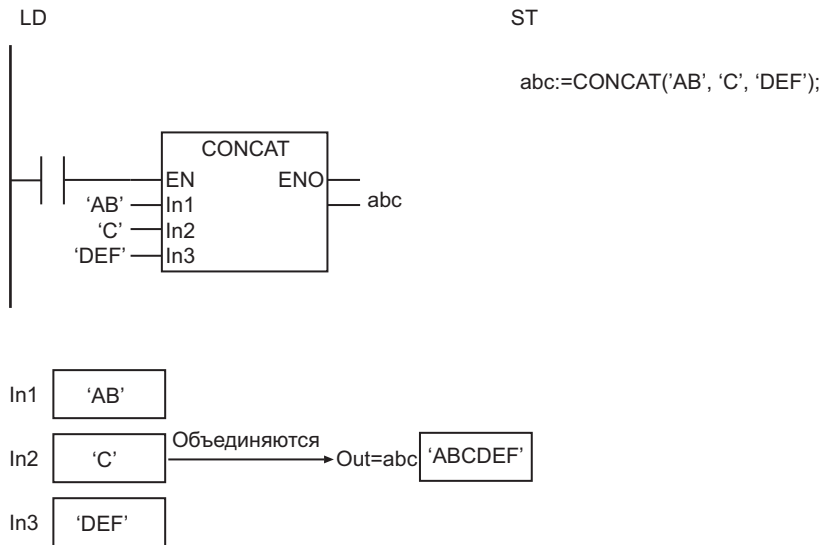 LD
ST
abc:=CONCAT('AB', ‘C’, ‘DEF’);
CONCAT
EN ENO
‘AB’ In1 abc
‘C’ In2
‘DEF’ In3
In1 ‘AB’
In2 ‘C’ Объединяются Out=abc ‘ABCDEF’
In3 ‘DEF’